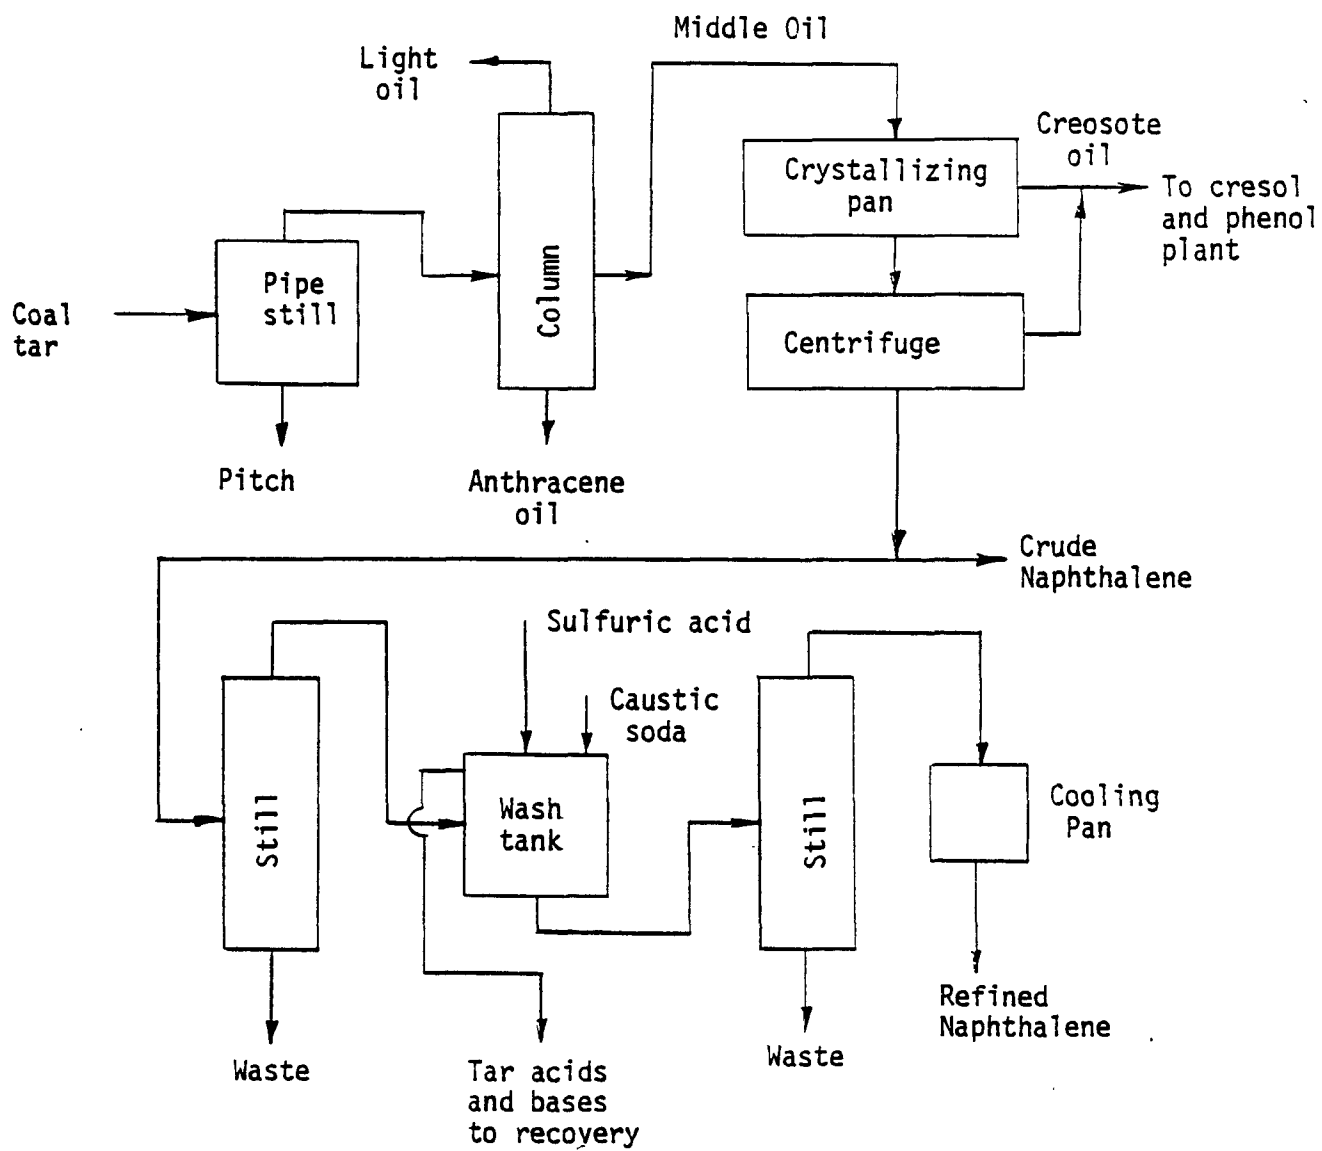 Middle Oil
Light
oil
Creosote
oil
Crystallizing
pan
To cresol
and phenol
plant
Column
Pipe
still
Coal
tar
Centrifuge
Pitch
Anthracene
oil
Crude
Naphthalene
Sulfuric acid
Caustic
soda
Still
Wash
tank
Still
Cooling
Pan
Refined
Naphthalene
Waste
Waste
Tar acids
and bases
to recovery